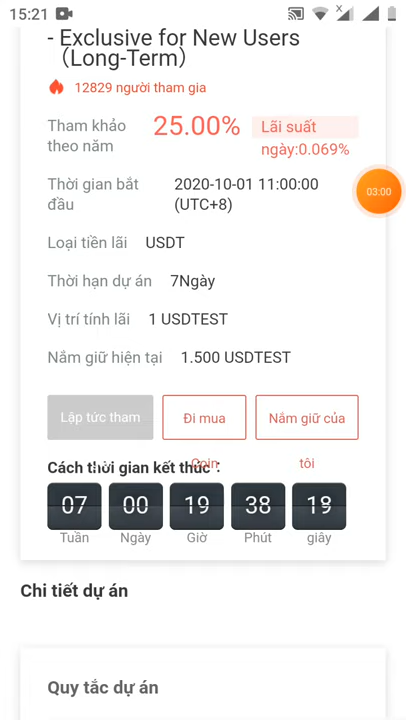 15:21
- Exclusive for New Users
（Long-Term）
12829 người tham gia
Tham khảo theo năm
25.00%
Lãi suất
ngày:0.069%
Thời gian bắt đầu
2020-10-01 11:00:00
(UTC+8)
03:00
Loại tiền lãi USDT
Thời hạn dự án 7Ngày
Vị trí tính lãi 1 USDTEST
Nắm giữ hiện tại 1.500 USDTEST
Lập tức tham
Đi mua
Coin
Nắm giữ của
tôi
Cách thời gian kết thúc：
07 00 19 38 18
Tuần Ngày Giờ Phút giây
Chi tiết dự án
Quy tắc dự án